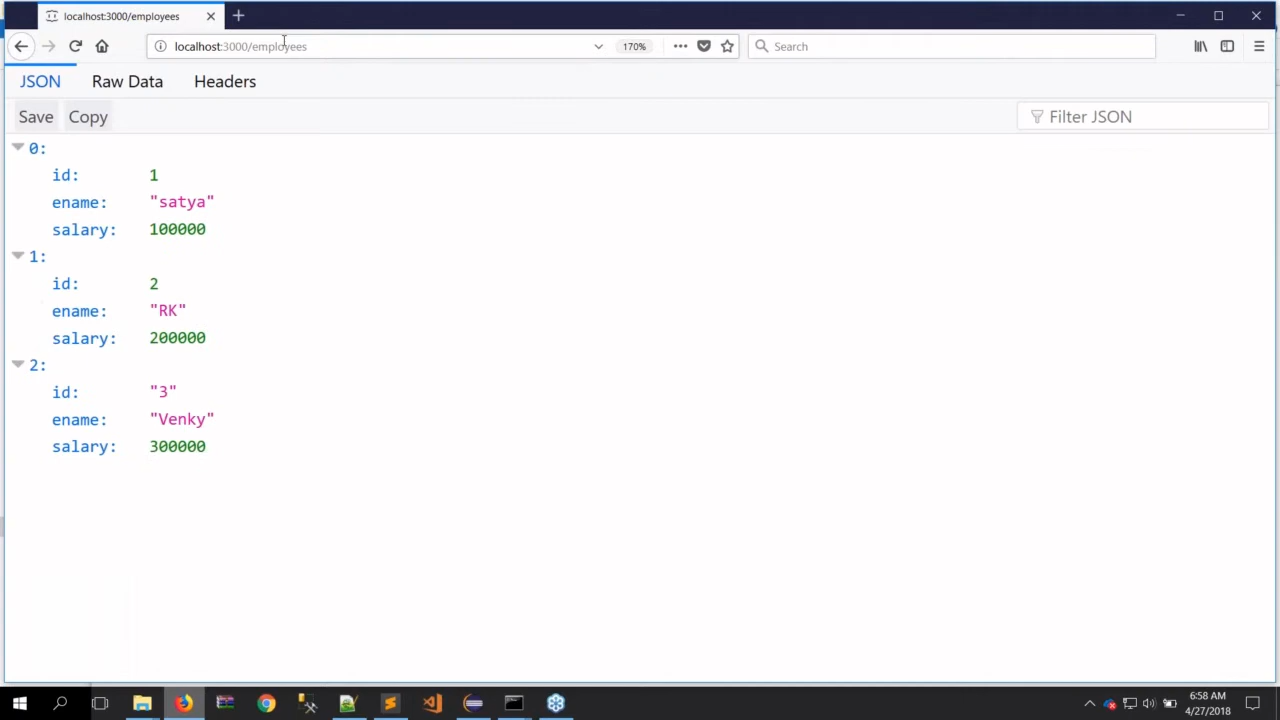 localhost:3000/employees
localhost:3000/employees
170%
Search
JSON Raw Data Headers
Save Copy
Filter JSON
0:
id: 1
ename: "satya"
salary: 100000
1:
id: 2
ename: "RK"
salary: 200000
2:
id: "3"
ename: "Venky"
salary: 300000
6:58 AM
4/27/2018